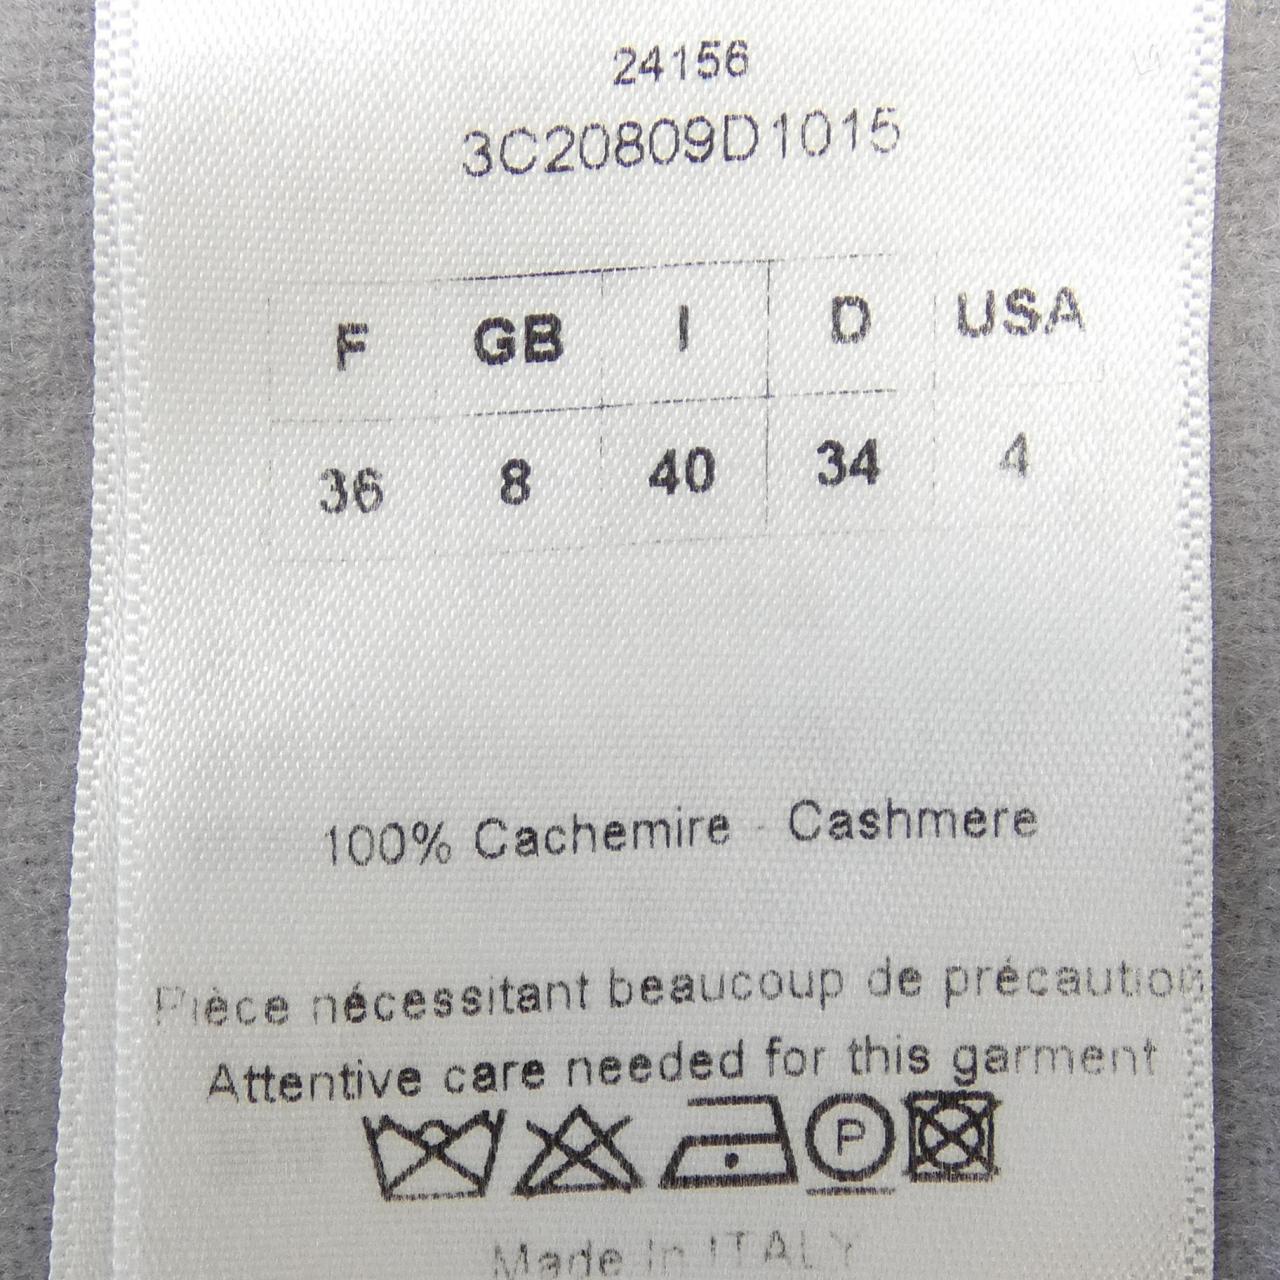 24156
3C20809D1015
F GB I D USA
36 8 40 34 4
100% Cachemire - Cashmere
Pièce nécessitant beaucoup de précaution
Attentive care needed for this garment
P
Made in ITALY